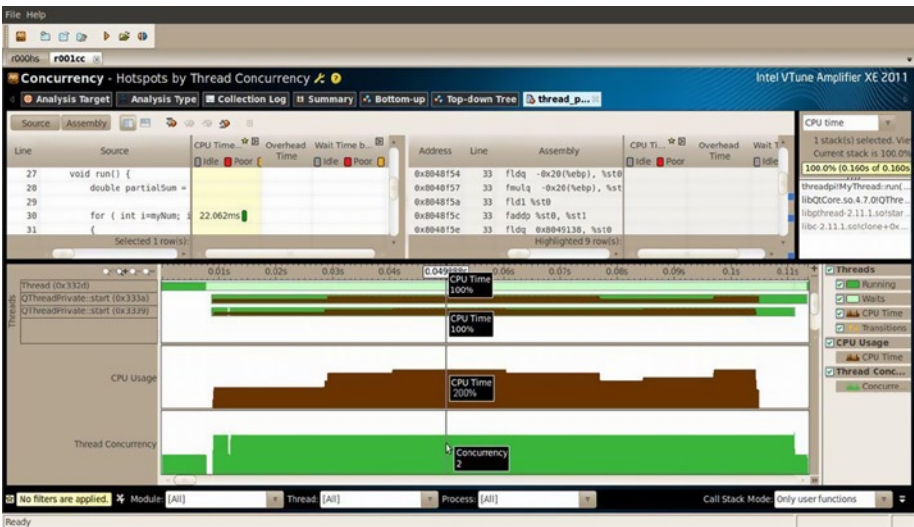 File Help
r000hs r001cc
Concurrency - Hotspots by Thread Concurrency Intel VTune Amplifier XE 2011
Analysis Target Analysis Type Collection Log Summary Bottom-up Top-down Tree thread_p...
Source Assembly CPU time
Line Source CPU Time... Overhead Time Wait Time b... Address Line Assembly CPU Ti... Overhead Time Wait T
Idle Poor Idle Poor Idle Poor Idle
1 stack(s) selected. Vie
Current stack is 100.0%
100.0% (0.160s of 0.160s
27 void run() { 0x8048f54 33 fldq -0x20(%ebp), %st0
28 double partialSum = 0x8048f57 33 fmulq -0x20(%ebp), %st
29 0x8048f5a 33 fld1 %st0
30 for ( int i=myNum; i 22.062ms 0x8048f5c 33 faddp %st0, %st1
31 { 0x8048f5e 33 fldq 0x8049138, %st0
threadpi!MyThread::run(...
libQtCore.so.4.7.0!QThre...
libpthread-2.11.1.so!star...
libc-2.11.1.so!clone+0x...
Selected 1 row(s): Highlighted 9 row(s):
0.01s 0.02s 0.03s 0.04s 0.06s 0.07s 0.08s 0.09s 0.1s 0.11s
Threads
Thread (0x332d)
QThreadPrivate::start (0x333a)
QThreadPrivate::start (0x3339)
CPU Time
100%
CPU Time
100%
CPU Usage
CPU Time
200%
Thread Concurrency
Concurrency
2
Threads
Running
Waits
CPU Time
Transitions
CPU Usage
CPU Time
Thread Conc...
Concurre...
No filters are applied. Module: [All] Thread: [All] Process: [All] Call Stack Mode: Only user functions
Ready